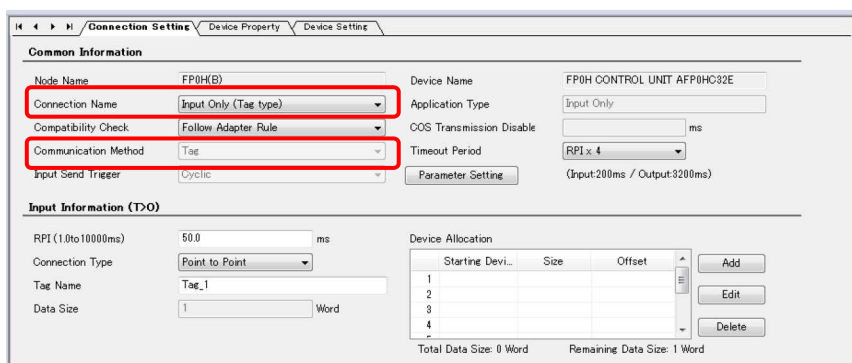 Connection Setting Device Property Device Setting
Common Information
Node Name FP0H(B) Device Name FP0H CONTROL UNIT AFP0HC32E
Connection Name Input Only (Tag type) Application Type Input Only
Compatibility Check Follow Adapter Rule COS Transmission Disable ms
Communication Method Tag Timeout Period RPI x 4
Input Send Trigger Cyclic Parameter Setting (Input:200ms / Output:3200ms)
Input Information (T>O)
RPI (1.0to10000ms) 50.0 ms Device Allocation
Connection Type Point to Point Starting Devi... Size Offset Add
Tag Name Tag_1 1
2 Edit
Data Size 1 Word 3
4 Delete
Total Data Size: 0 Word Remaining Data Size: 1 Word